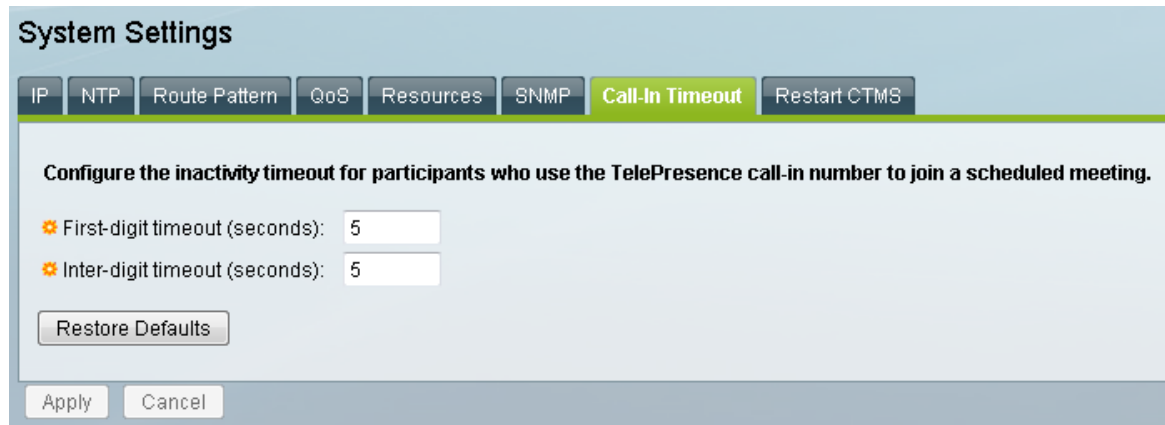 System Settings
IP NTP Route Pattern QoS Resources SNMP Call-In Timeout Restart CTMS
Configure the inactivity timeout for participants who use the TelePresence call-in number to join a scheduled meeting.
First-digit timeout (seconds): 5
Inter-digit timeout (seconds): 5
Restore Defaults
Apply Cancel